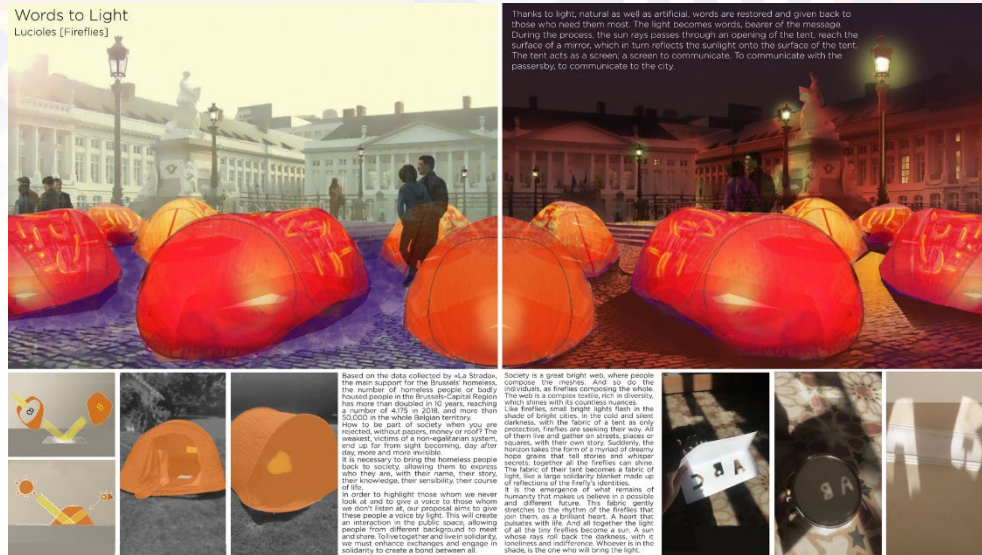 Words to Light
Lucioles [Fireflies]
Thanks to light, natural as well as artificial, words are restored and given back to
those who need them most. The light becomes words, bearer of the message.
During the process, the sun rays passes through an opening of the tent, reach the
surface of a mirror, which in turn reflects the sunlight onto the surface of the tent.
The tent acts as a screen; a screen to communicate. To communicate with the
passersby, to communicate to the city.
Based on the data collected by «La Strada»,
the main support for the Brussels' homeless,
the number of homeless people or badly
housed people in the Brussels-Capital Region
has more than doubled in 10 years, reaching
a number of 4,175 in 2018, and more than
50,000 in the whole Belgian territory.
How to be part of society when you are
rejected, without papers, money or roof? The
weakest, victims of a non-egalitarian system,
end up far from sight becoming, day after
day, more and more invisible.
It is necessary to bring the homeless people
back to society, allowing them to express
who they are, with their name, their story,
their knowledge, their sensibility, their course
of life.
In order to highlight those whom we never
look at and to give a voice to those whom
we don't listen at, our proposal aims to give
these people a voice by light. This will create
an interaction in the public space, allowing
people from different background to meet
and share. To live together and live in solidarity,
we must enhance exchanges and engage in
solidarity to create a bond between all.
Society is a great bright web, where people
compose the meshes. And so do the
individuals, as fireflies composing the whole.
The web is a complex textile, rich in diversity,
which shines with its countless nuances.
Like fireflies, small bright lights flash in the
shade of bright cities. In the cold and silent
darkness, with the fabric of a tent as only
protection, fireflies are seeking their way. All
of them live and gather on streets, places or
squares, with their own story. Suddenly, the
horizon takes the form of a myriad of dreamy
hope grains that tell stories and whisper
secrets; together all the fireflies can shine.
The fabric of their tent becomes a fabric of
light, like a large solidarity blanket made up
of reflections of the firefly's identities.
It is the emergence of what remains of
humanity that makes us believe in a possible
and different future. This fabric gently
stretches to the rhythm of the fireflies that
join them, as a brilliant heart. A heart that
pulsates with life. And all together the light
of all the tiny fireflies become a sun. A sun
whose rays roll back the darkness, with it
loneliness and indifference. Whoever is in the
shade, is the one who will bring the light.